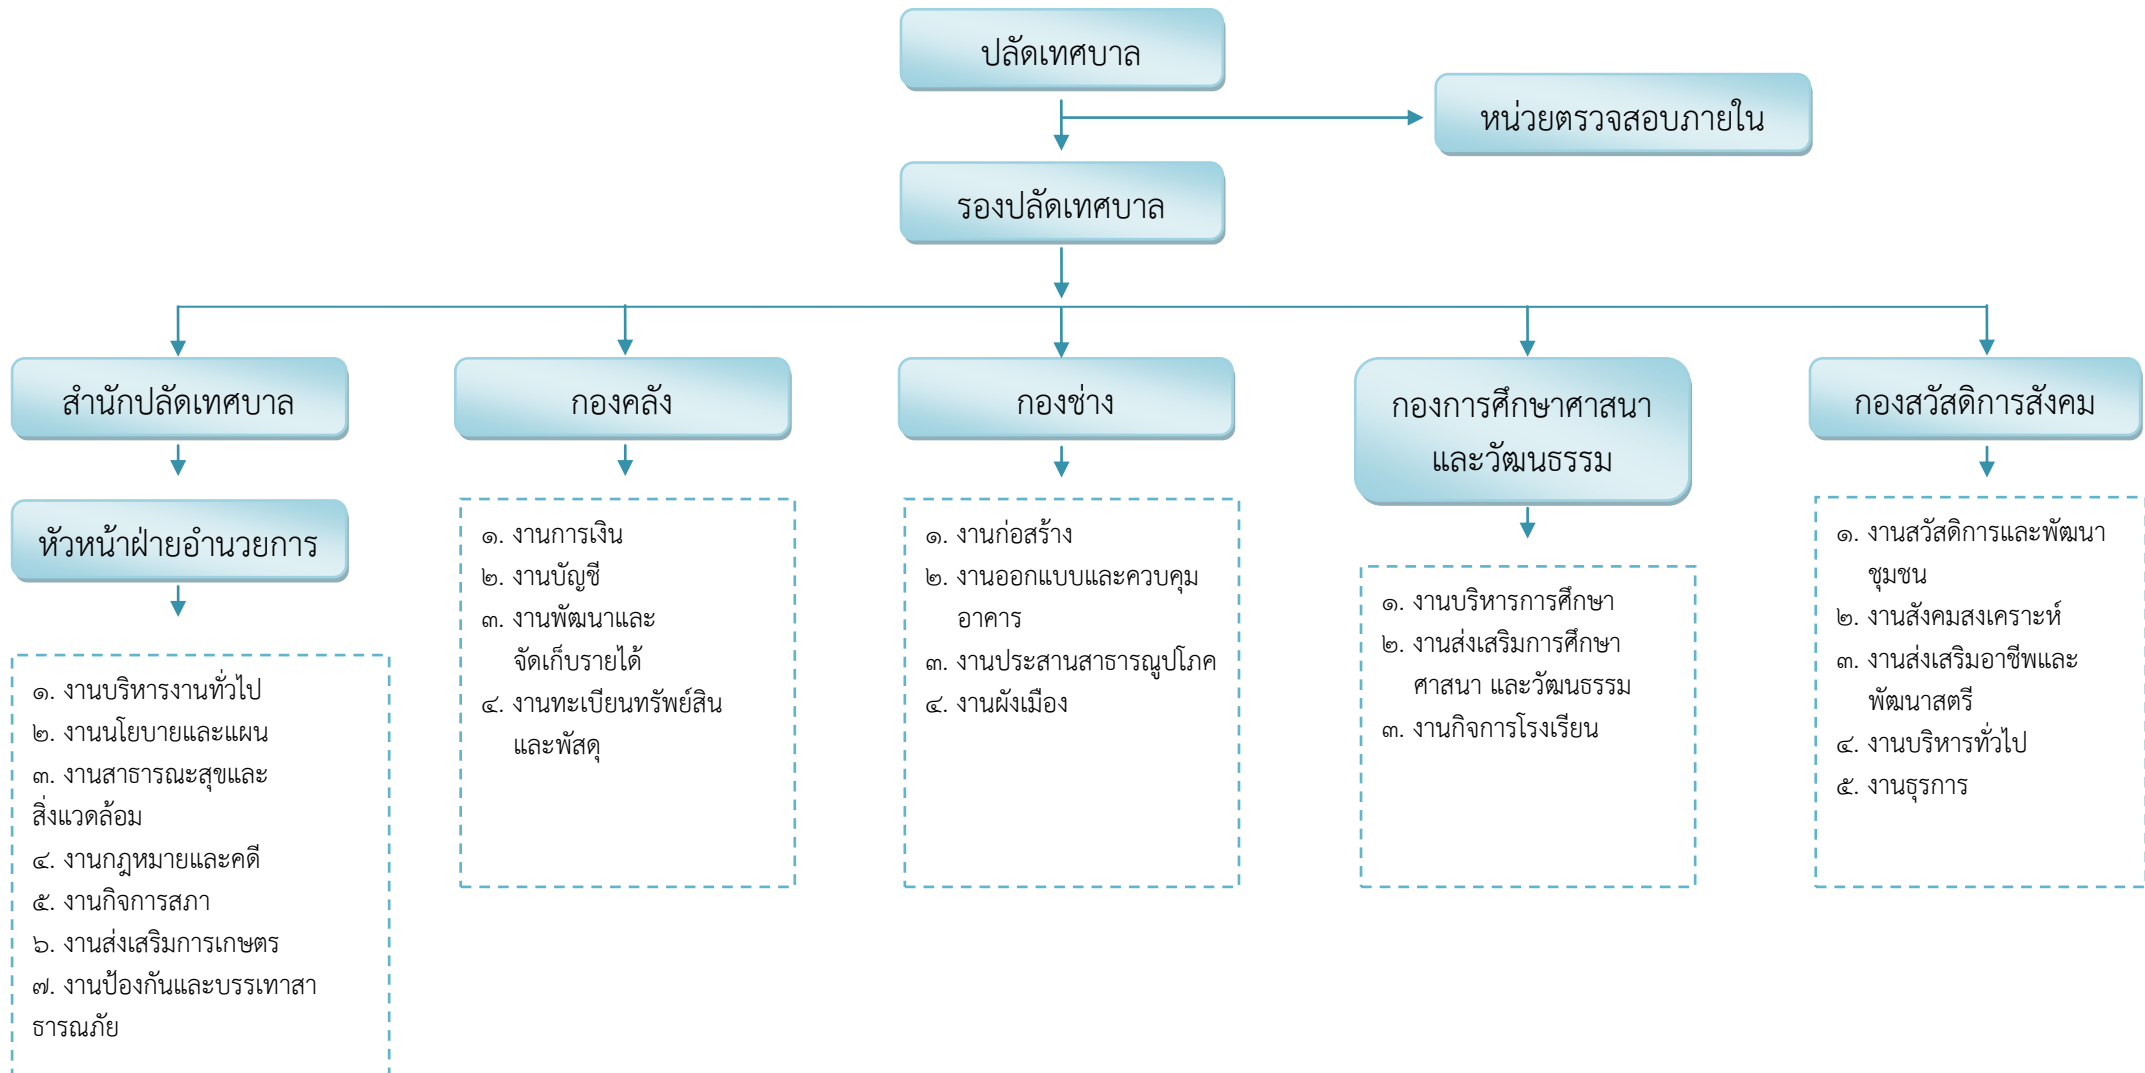 ปลัดเทศบาล
หน่วยตรวจสอบภายใน
รองปลัดเทศบาล
สำนักปลัดเทศบาล
หัวหน้าฝ่ายอำนวยการ
๑. งานบริหารงานทั่วไป
๒. งานนโยบายและแผน
๓. งานสาธารณะสุขและ
สิ่งแวดล้อม
๔. งานกฎหมายและคดี
๕. งานกิจการสภา
๖. งานส่งเสริมการเกษตร
๗. งานป้องกันและบรรเทาสา
ธารณภัย
กองคลัง
๑. งานการเงิน
๒. งานบัญชี
๓. งานพัฒนาและ
จัดเก็บรายได้
๔. งานทะเบียนทรัพย์สิน
และพัสดุ
กองช่าง
๑. งานก่อสร้าง
๒. งานออกแบบและควบคุม
อาคาร
๓. งานประสานสาธารณูปโภค
๔. งานผังเมือง
กองการศึกษาศาสนา
และวัฒนธรรม
๑. งานบริหารการศึกษา
๒. งานส่งเสริมการศึกษา
ศาสนา และวัฒนธรรม
๓. งานกิจการโรงเรียน
กองสวัสดิการสังคม
๑. งานสวัสดิการและพัฒนา
ชุมชน
๒. งานสังคมสงเคราะห์
๓. งานส่งเสริมอาชีพและ
พัฒนาสตรี
๔. งานบริหารทั่วไป
๕. งานธุรการ